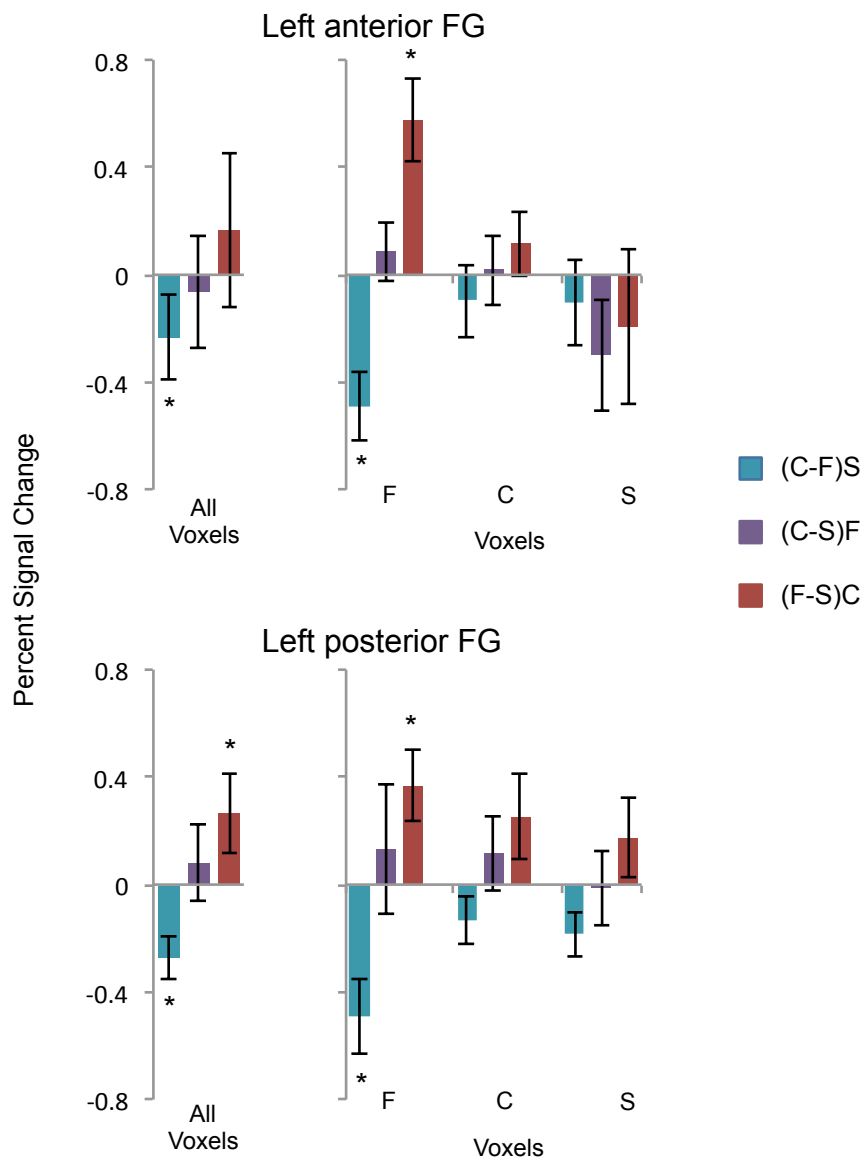 Left anterior FG
0.8
0.4
0
-0.4
-0.8
*
*
*
All
Voxels
F C S
Voxels
Percent Signal Change
(C-F)S
(C-S)F
(F-S)C
Left posterior FG
0.8
0.4
0
-0.4
-0.8
*
*
*
*
All
Voxels
F C S
Voxels